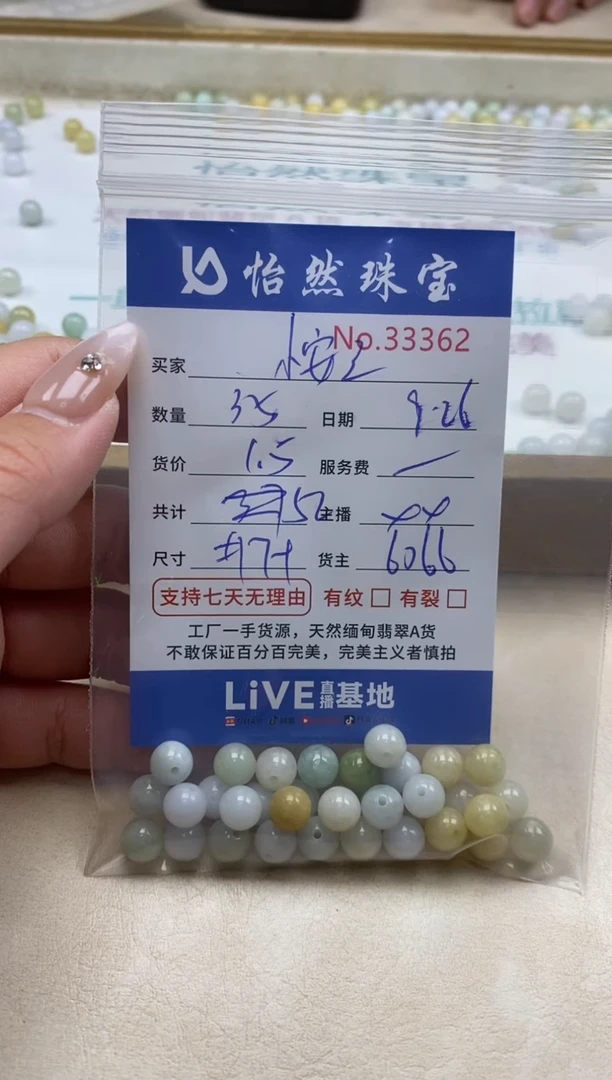 怡然珠宝
No.33362
买家
数量 35 日期 9.26
货价 1.5 服务费
共计 主播
尺寸 货主 6066
支持七天无理由 有纹 有裂
工厂一手货源，天然缅甸翡翠A货
不敢保证百分百完美，完美主义者慎拍
LiVE直播基地